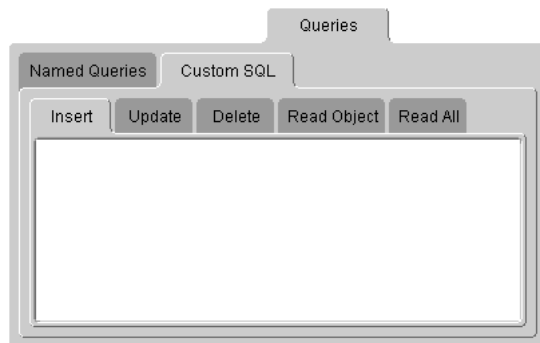 Queries
Named Queries Custom SQL
Insert Update Delete Read Object Read All